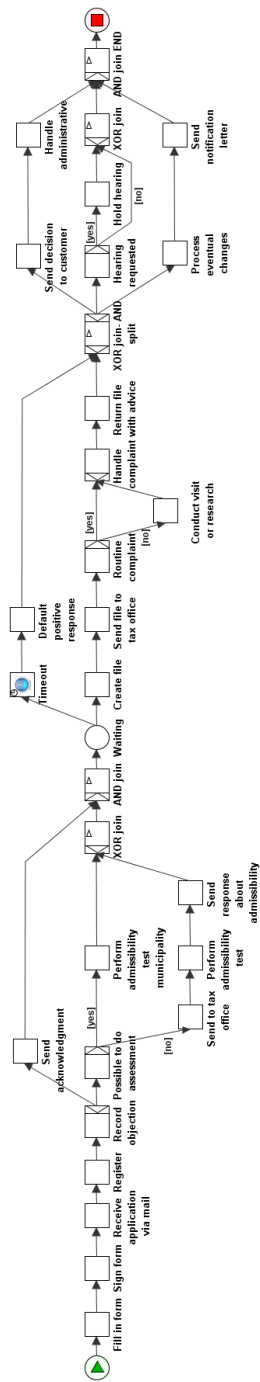 Fill in form
Sign form
Receive
application
via mail
Register
Record
objection
Send
acknowledgment
Possible to do
assessment
[yes]
[no]
Perform
admissibility
test
municipality
Send to tax
office
Perform
admissibility
test
Send
response
about
admissibility
XOR join
AND join
Waiting
Timeout
Default
positive
response
Create file
Send file to
tax office
Routine
complaint
[yes]
[no]
Conduct visit
or research
Handle
complaint with advice
Return file
XOR join- AND
split
Send decision
to customer
Handle
administrative
Hearing
requested
[yes]
[no]
Hold hearing
XOR join
Process
eventual
changes
Send
notification
letter
AND join END